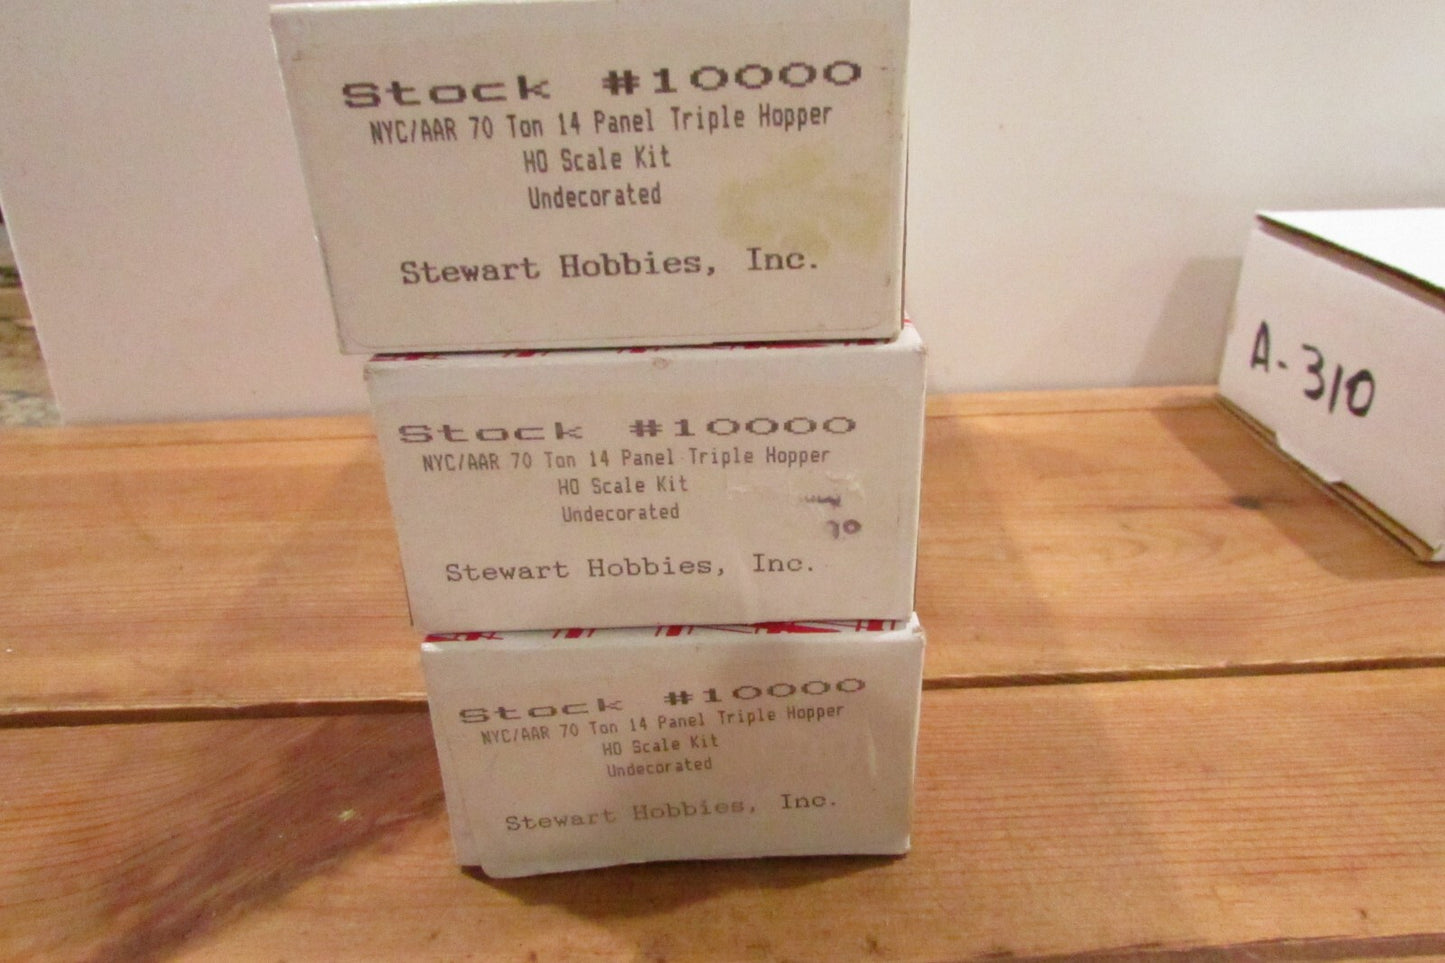 Stock #10000
NYC/AAR 70 Ton 14 Panel Triple Hopper
HO Scale Kit
Undecorated
Stewart Hobbies, Inc.
Stock #10000
NYC/AAR 70 Ton 14 Panel Triple Hopper
HO Scale Kit
Undecorated
Stewart Hobbies, Inc.
Stock #10000
NYC/AAR 70 Ton 14 Panel Triple Hopper
HO Scale Kit
Undecorated
Stewart Hobbies, Inc.
A-310